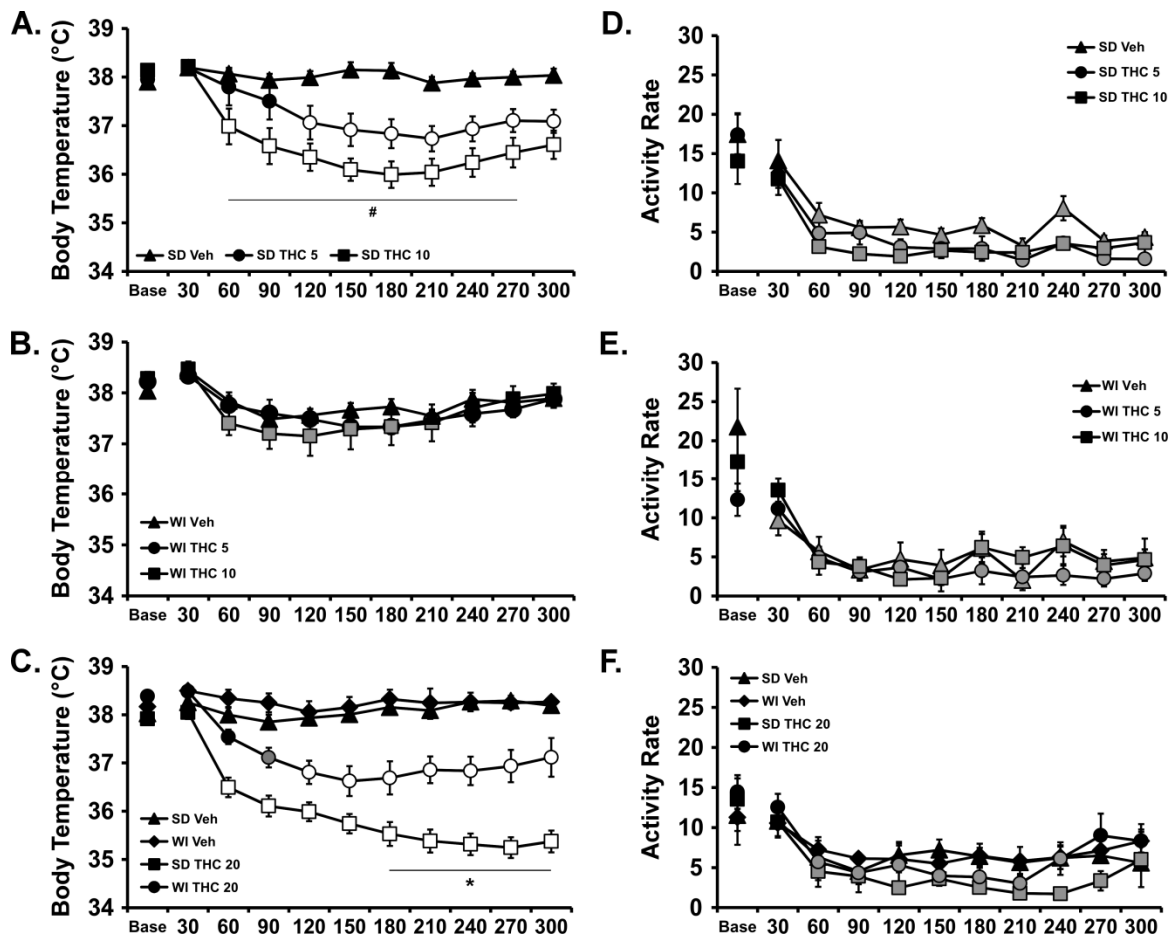 A.
Body Temperature (°C)
39
38
37
36
35
34
#
SD Veh SD THC 5 SD THC 10
Base 30 60 90 120 150 180 210 240 270 300
D.
Activity Rate
30
25
20
15
10
5
0
SD Veh
SD THC 5
SD THC 10
Base 30 60 90 120 150 180 210 240 270 300
B.
Body Temperature (°C)
39
38
37
36
35
34
WI Veh
WI THC 5
WI THC 10
Base 30 60 90 120 150 180 210 240 270 300
E.
Activity Rate
30
25
20
15
10
5
0
WI Veh
WI THC 5
WI THC 10
Base 30 60 90 120 150 180 210 240 270 300
C.
Body Temperature (°C)
39
38
37
36
35
34
SD Veh
WI Veh
SD THC 20
WI THC 20
*
Base 30 60 90 120 150 180 210 240 270 300
F.
Activity Rate
30
25
20
15
10
5
0
SD Veh
WI Veh
SD THC 20
WI THC 20
Base 30 60 90 120 150 180 210 240 270 300